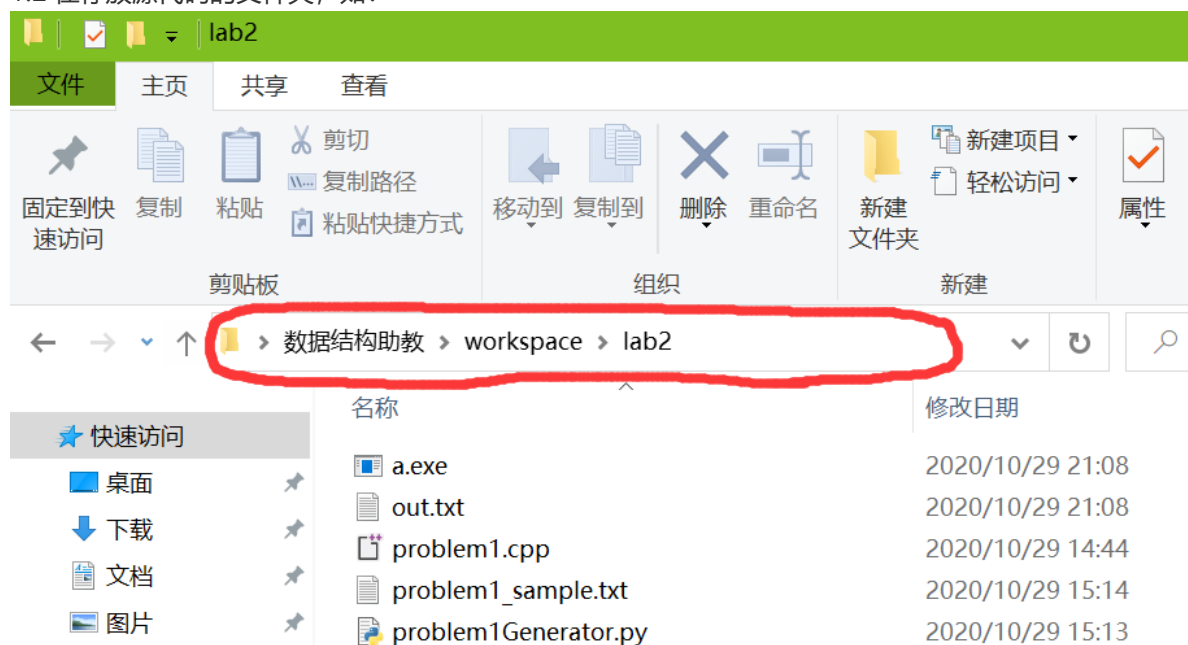 lab2
文件 主页 共享 查看
固定到快速访问
复制
粘贴
剪切
复制路径
粘贴快捷方式
剪贴板
移动到 复制到 删除 重命名
组织
新建文件夹
新建项目
轻松访问
新建
属性
数据结构助教 > workspace > lab2
名称 修改日期
快速访问
桌面
下载
文档
图片
a.exe 2020/10/29 21:08
out.txt 2020/10/29 21:08
problem1.cpp 2020/10/29 14:44
problem1_sample.txt 2020/10/29 15:14
problem1Generator.py 2020/10/29 15:13